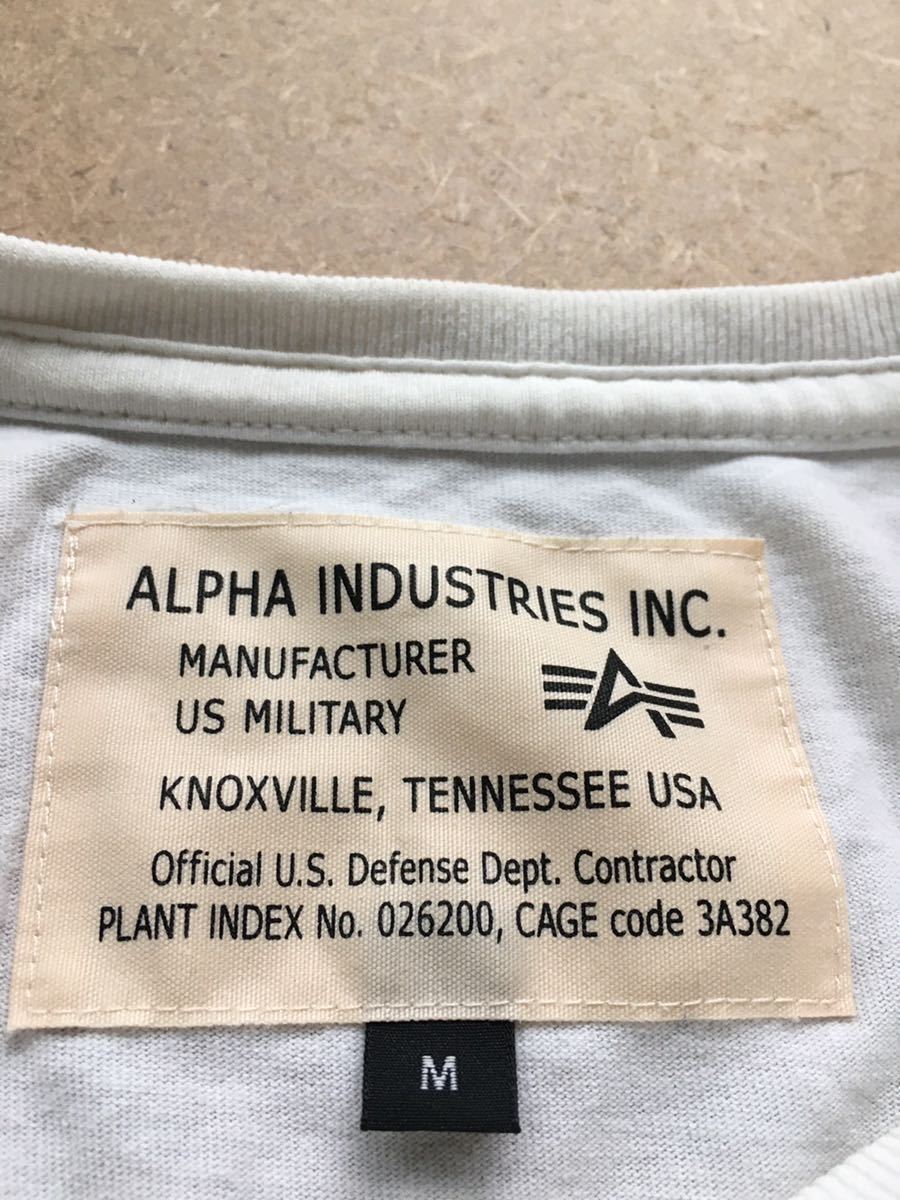 ALPHA INDUSTRIES INC.
MANUFACTURER
US MILITARY
KNOXVILLE, TENNESSEE USA
Official U.S. Defense Dept. Contractor
PLANT INDEX No. 026200, CAGE code 3A382
M